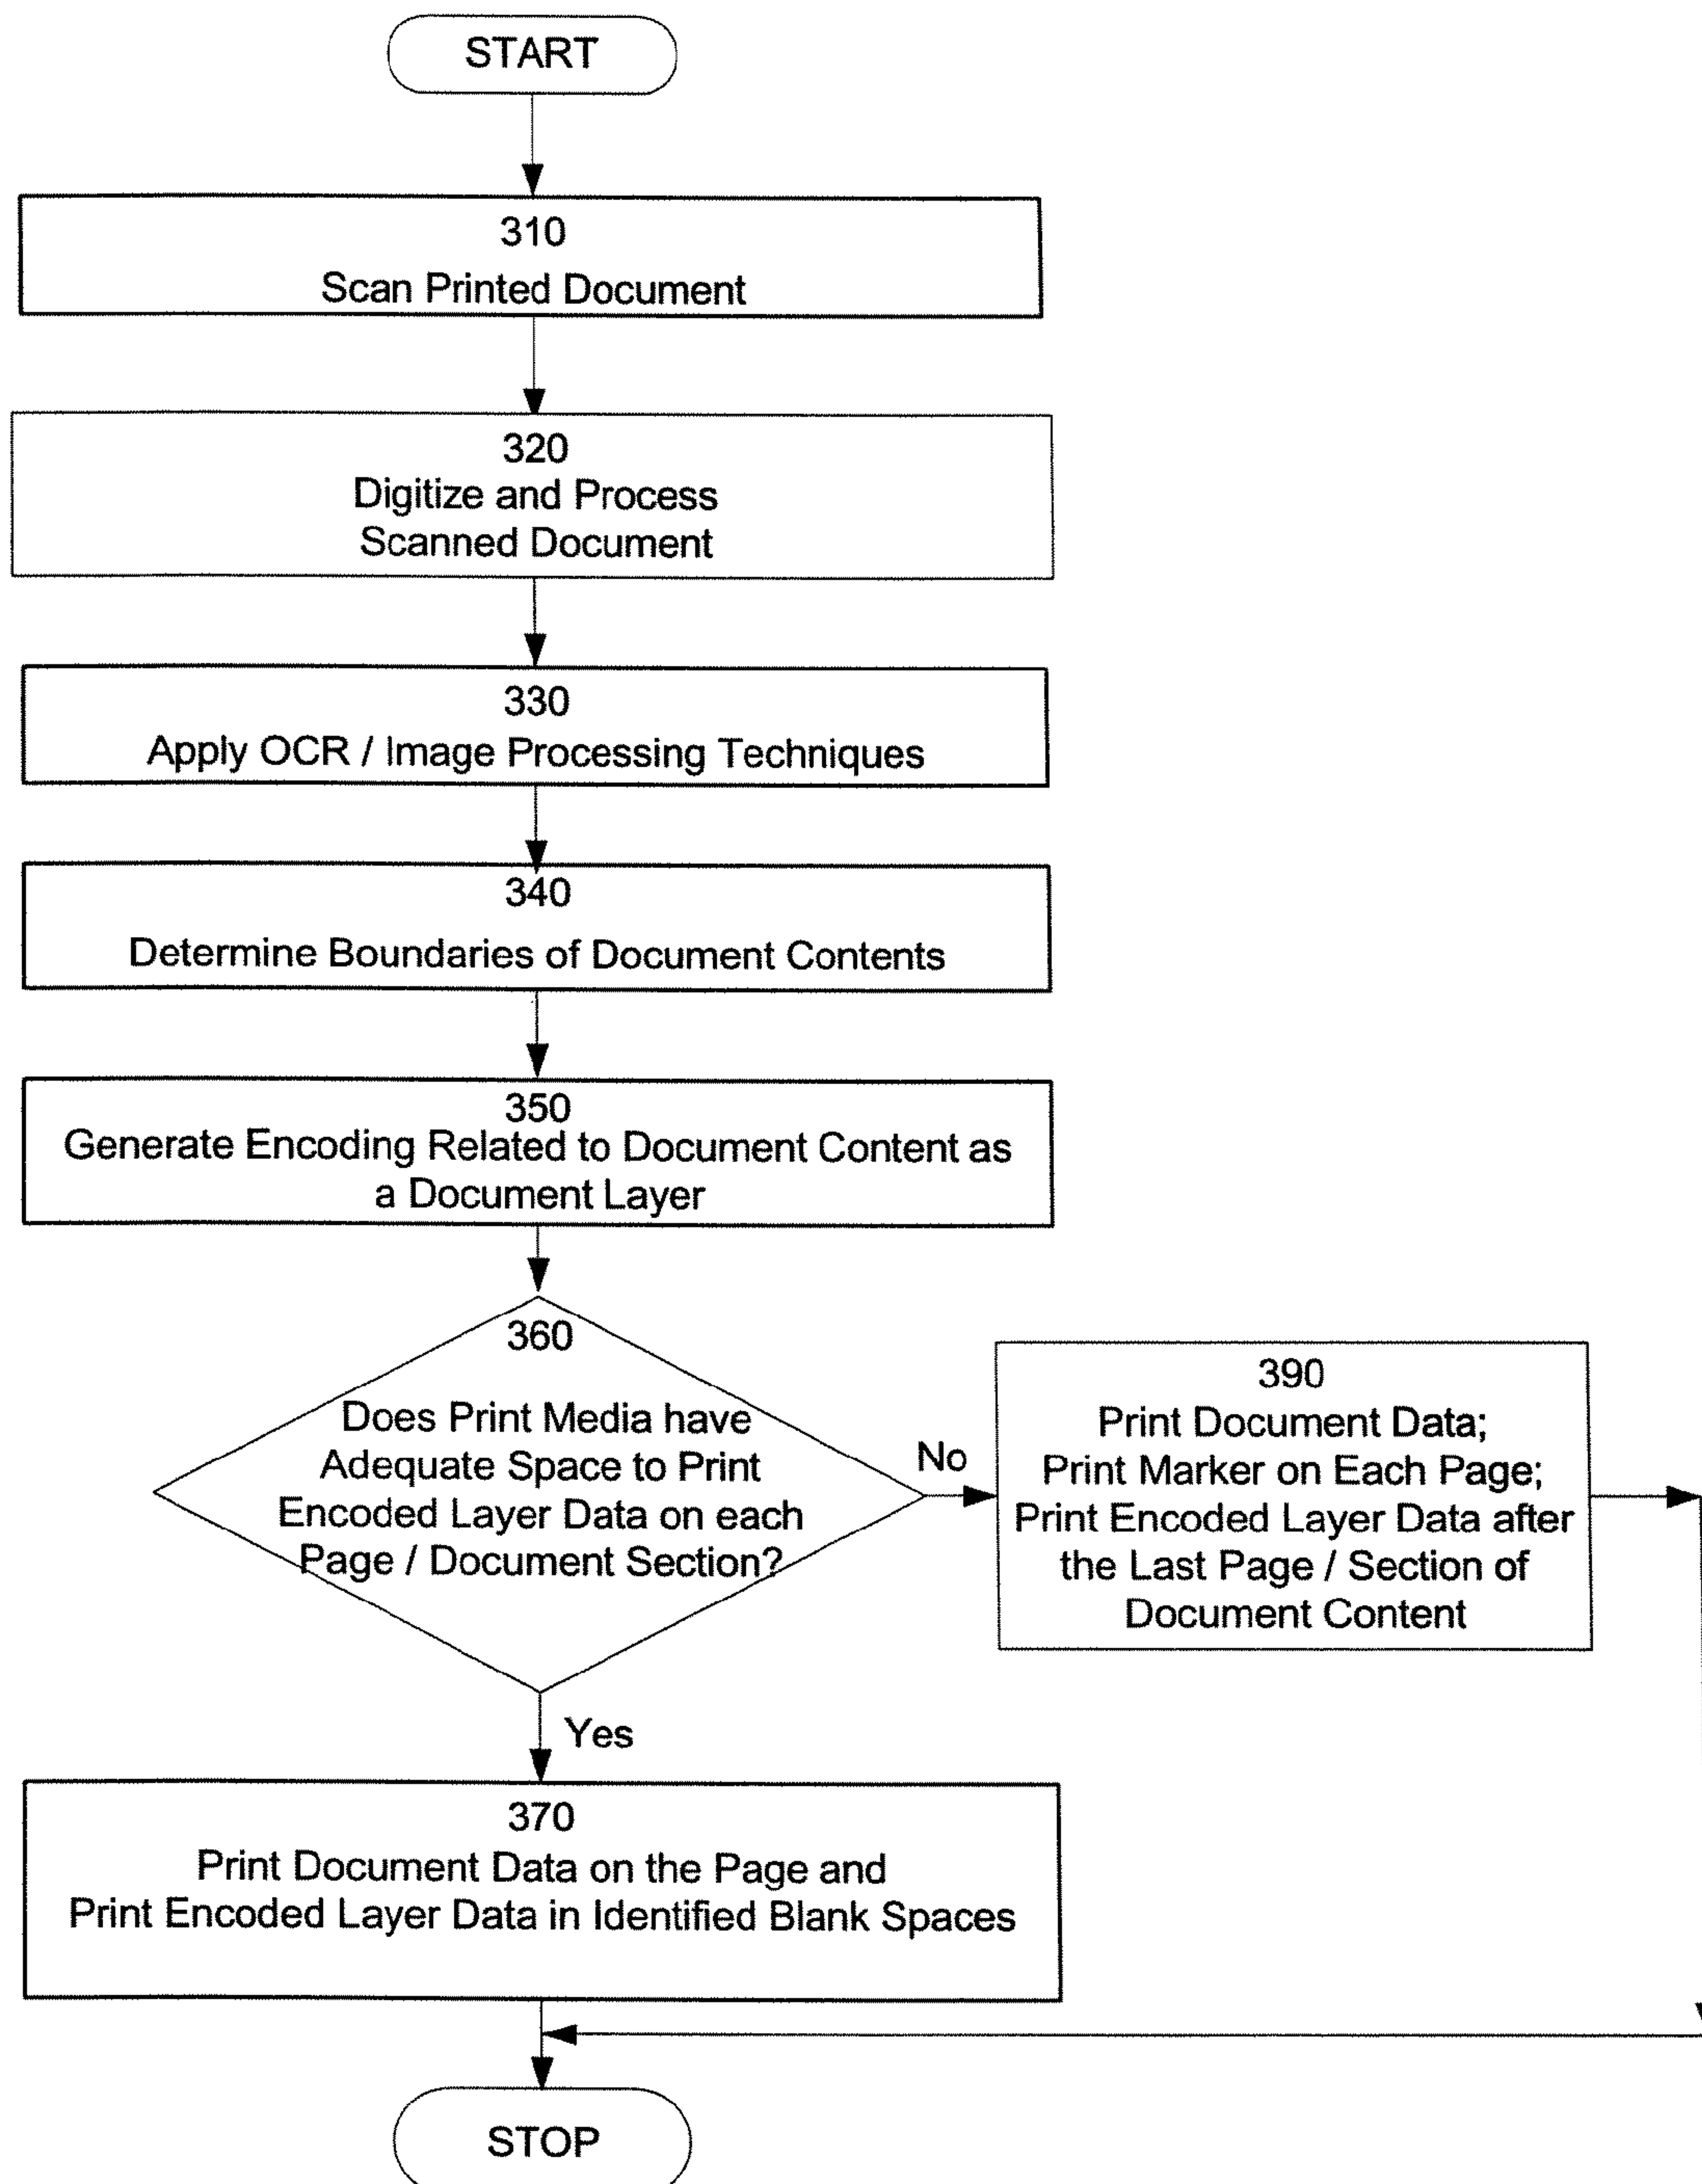 START
310
Scan Printed Document
320
Digitize and Process
Scanned Document
330
Apply OCR / Image Processing Techniques
340
Determine Boundaries of Document Contents
350
Generate Encoding Related to Document Content as
a Document Layer
360
Does Print Media have
Adequate Space to Print
Encoded Layer Data on each
Page / Document Section?
No
390
Print Document Data;
Print Marker on Each Page;
Print Encoded Layer Data after
the Last Page / Section of
Document Content
Yes
370
Print Document Data on the Page and
Print Encoded Layer Data in Identified Blank Spaces
STOP